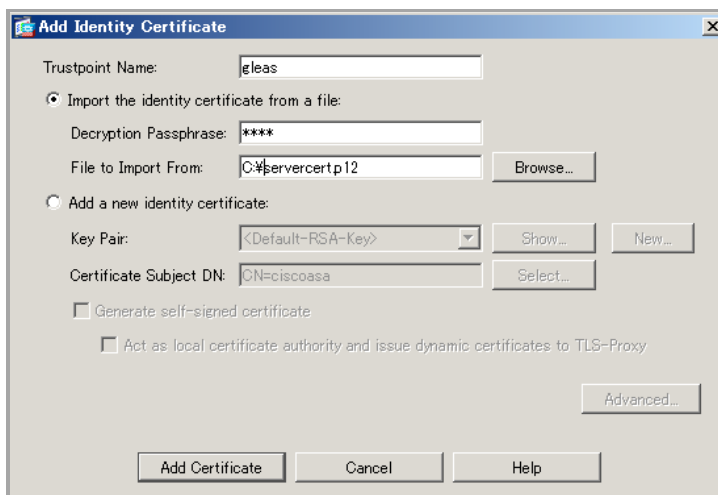 Add Identity Certificate
Trustpoint Name: gleas
Import the identity certificate from a file:
Decryption Passphrase: ****
File to Import From: C:¥servercert.p12 Browse...
Add a new identity certificate:
Key Pair: <Default-RSA-Key> Show... New...
Certificate Subject DN: CN=ciscoasa Select...
Generate self-signed certificate
Act as local certificate authority and issue dynamic certificates to TLS-Proxy
Advanced...
Add Certificate Cancel Help